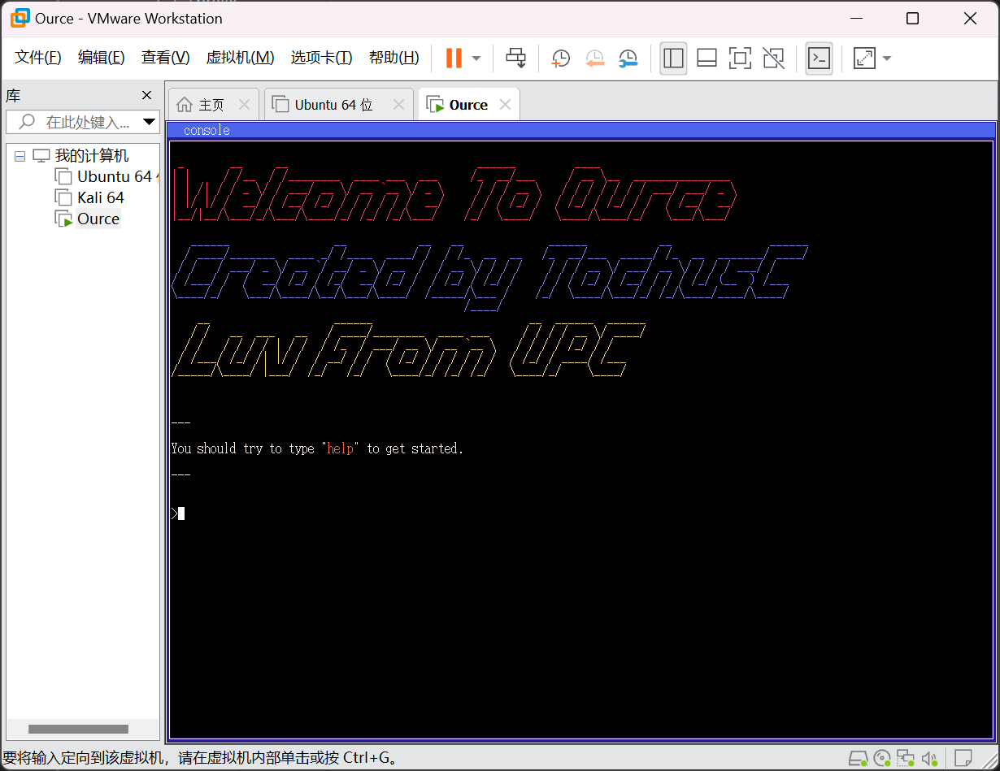 Ource - VMware Workstation
文件(F) 编辑(E) 查看(V) 虚拟机(M) 选项卡(T) 帮助(H)
库
主页
Ubuntu 64 位
Ource
在此处键入...
我的计算机
Ubuntu 64
Kali 64
Ource
console
Welcome To Ource
Created by TochusC
Luv From UPC
---
You should try to type "help" to get started.
---
>
要将输入定向到该虚拟机，请在虚拟机内部单击或按 Ctrl+G。